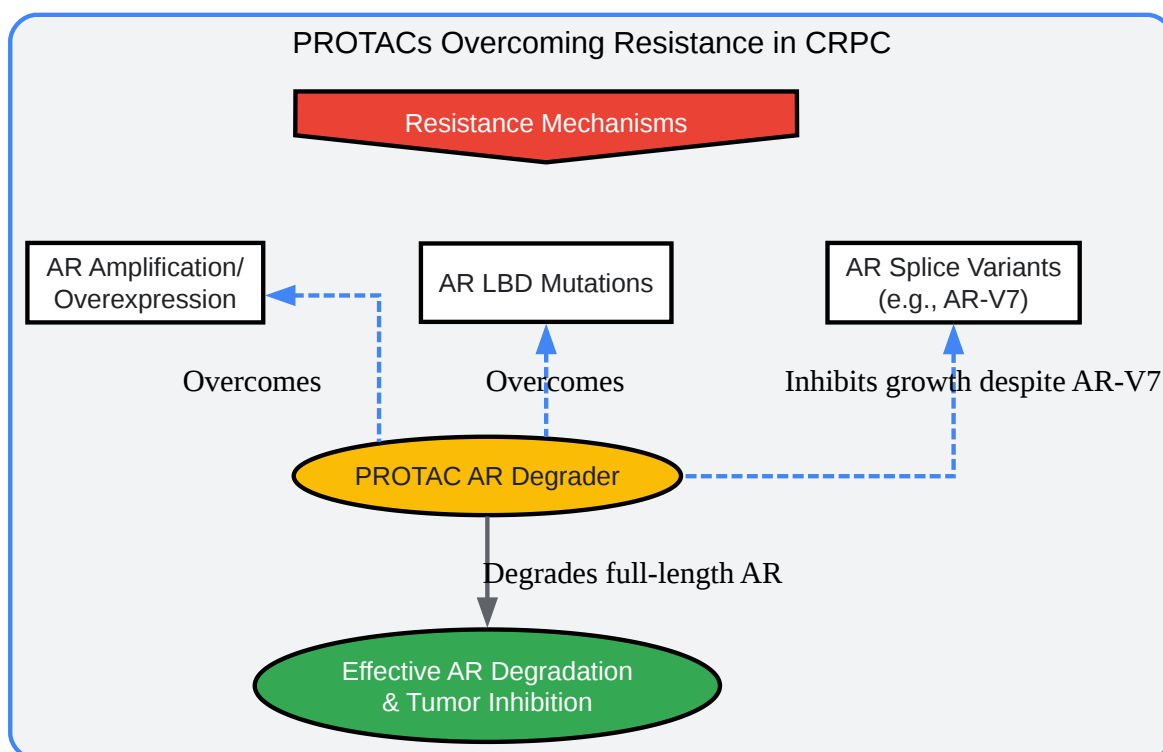 PROTACs Overcoming Resistance in CRPC
Resistance Mechanisms
AR Amplification/
Overexpression
AR LBD Mutations
AR Splice Variants
(e.g., AR-V7)
Overcomes
Overcomes
Inhibits growth despite AR-V7
PROTAC AR Degrader
Degrades full-length AR
Effective AR Degradation
& Tumor Inhibition